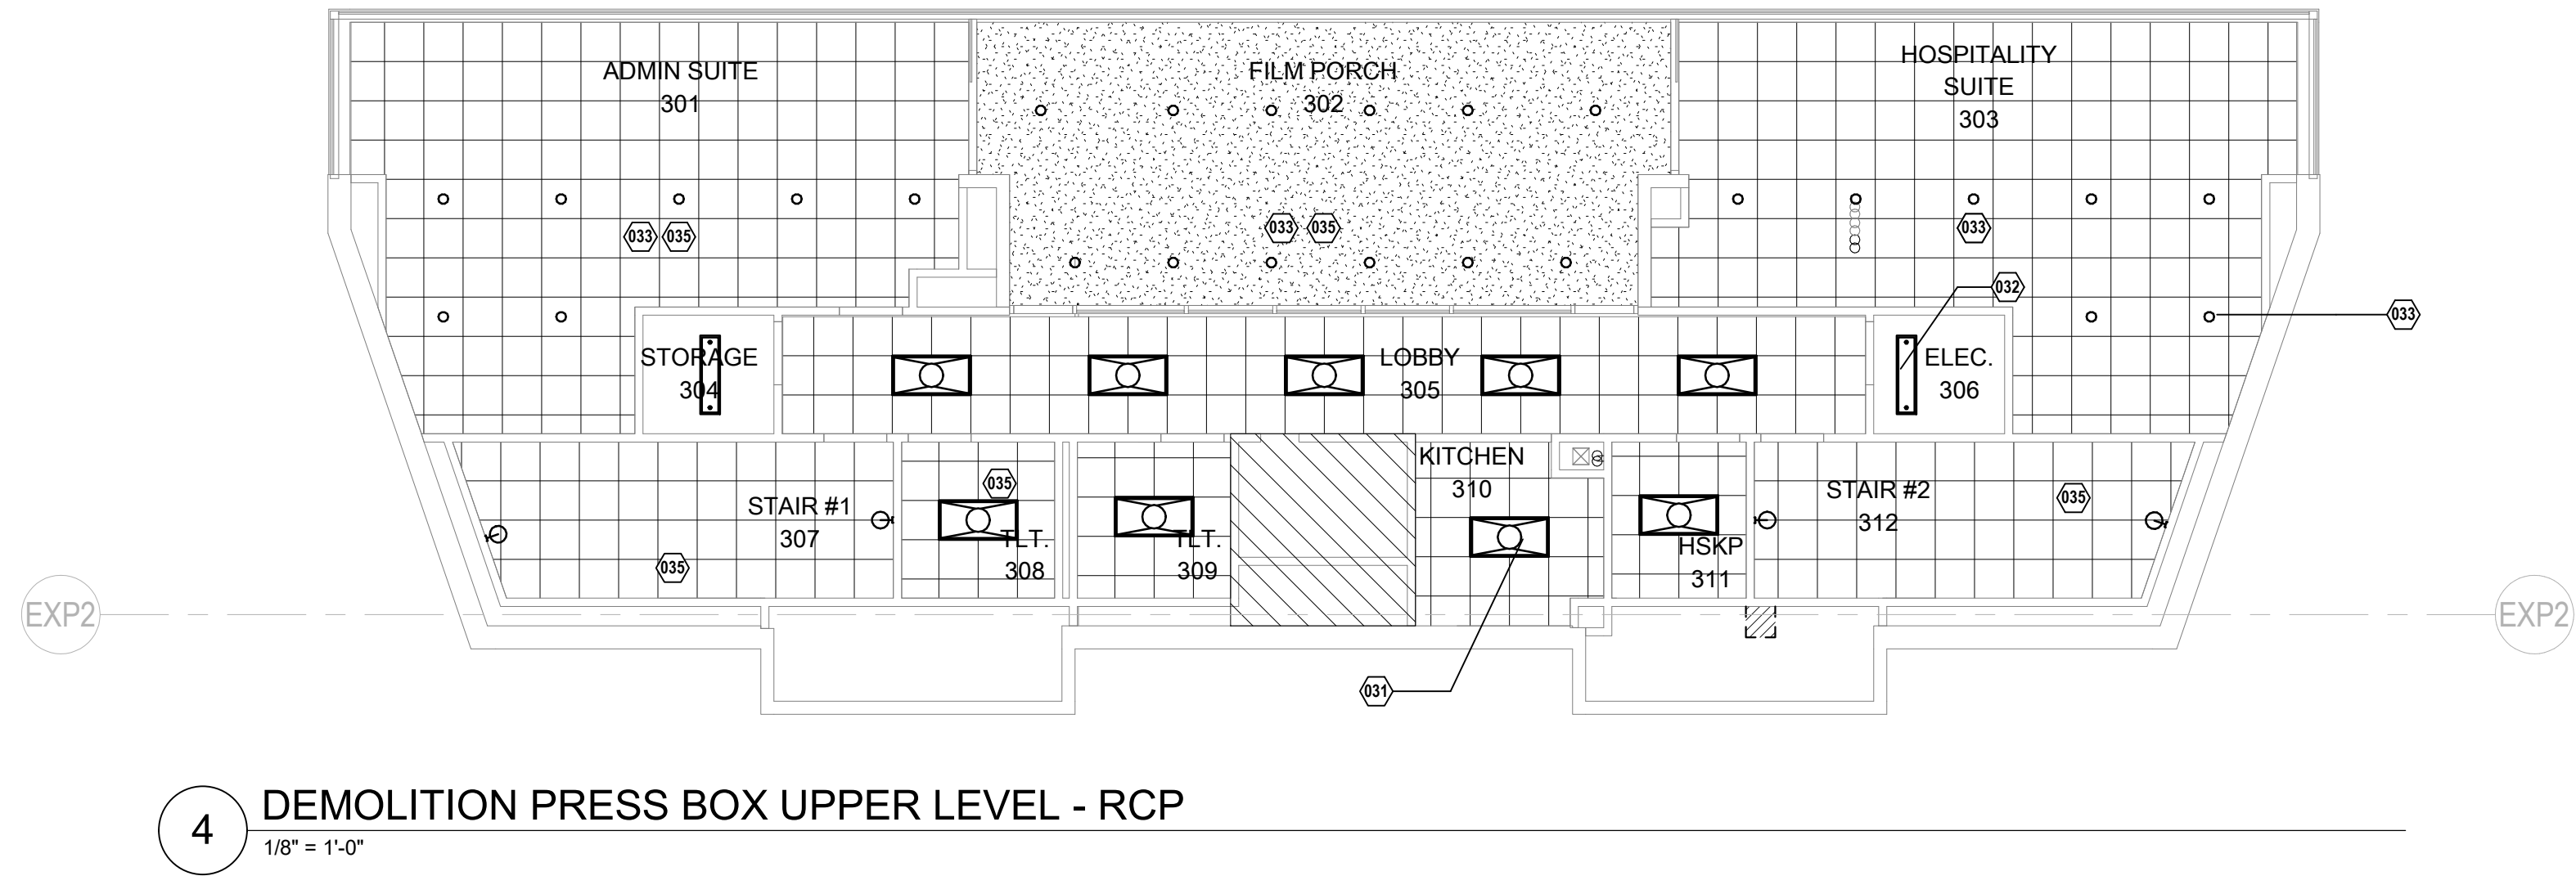 ADMIN SUITE
301
FILM PORCH
302
HOSPITALITY
SUITE
303
033
035
033
035
033
032
033
STORAGE
304
LOBBY
305
ELEC.
306
KITCHEN
310
035
STAIR #1
307
TLT.
308
TLT.
309
HSKP
311
STAIR #2
312
035
035
EXP2
EXP2
031
4
DEMOLITION PRESS BOX UPPER LEVEL - RCP
1/8" = 1'-0"